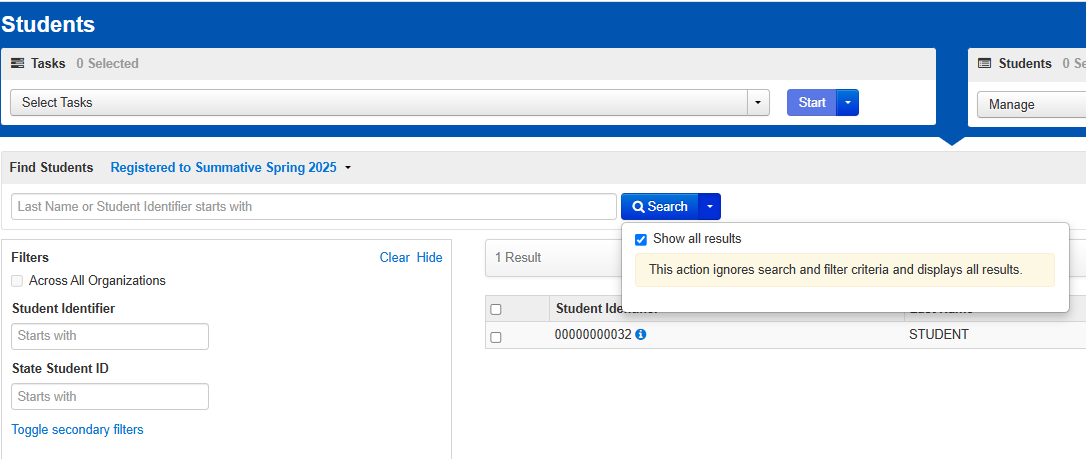 Students
Tasks 0 Selected
Students 0 Se
Select Tasks
Start
Manage
Find Students Registered to Summative Spring 2025
Last Name or Student Identifier starts with
Search
Show all results
This action ignores search and filter criteria and displays all results.
Filters
Clear Hide
Across All Organizations
Student Identifier
Starts with
State Student ID
Starts with
Toggle secondary filters
1 Result
Student Identifier
Last Name
00000000032
STUDENT